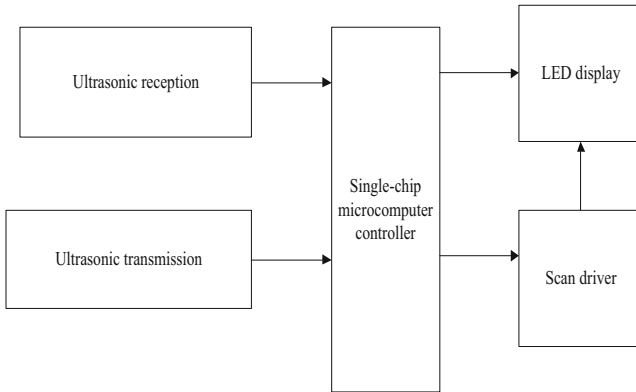 Ultrasonic reception
LED display
Single-chip
microcomputer
controller
Ultrasonic transmission
Scan driver